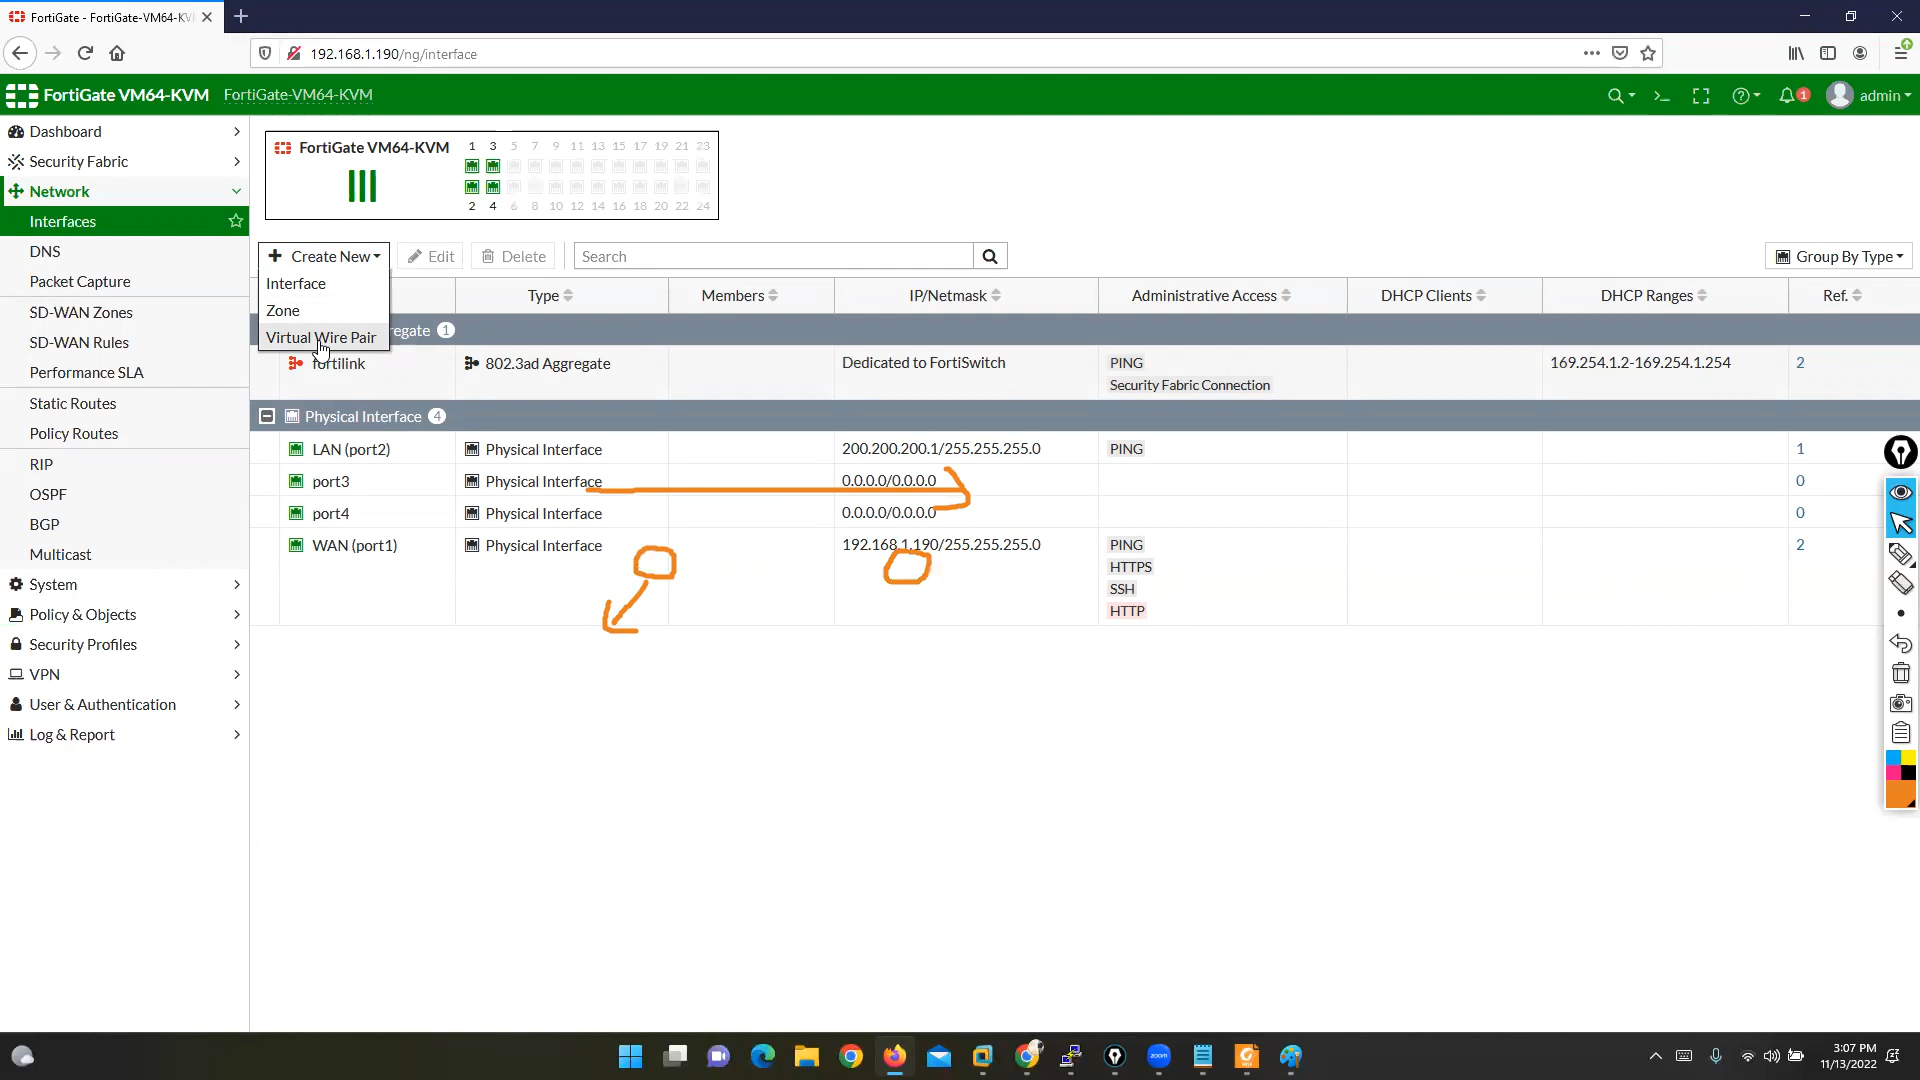 FortiGate - FortiGate-VM64-KVM
192.168.1.190/ng/interface
FortiGate VM64-KVM FortiGate-VM64-KVM
1 admin
Dashboard
Security Fabric
Network
Interfaces
DNS
Packet Capture
SD-WAN Zones
SD-WAN Rules
Performance SLA
Static Routes
Policy Routes
RIP
OSPF
BGP
Multicast
System
Policy & Objects
Security Profiles
VPN
User & Authentication
Log & Report
FortiGate VM64-KVM
1 3 5 7 9 11 13 15 17 19 21 23
2 4 6 8 10 12 14 16 18 20 22 24
Create New Edit Delete Search Group By Type
Interface
Zone
Virtual Wire Pair
Type Members IP/Netmask Administrative Access DHCP Clients DHCP Ranges Ref.
regate 1
fortilink 802.3ad Aggregate Dedicated to FortiSwitch PING 169.254.1.2-169.254.1.254 2
Security Fabric Connection
Physical Interface 4
LAN (port2) Physical Interface 200.200.200.1/255.255.255.0 PING 1
port3 Physical Interface 0.0.0.0/0.0.0.0 0
port4 Physical Interface 0.0.0.0/0.0.0.0 0
WAN (port1) Physical Interface 192.168.1.190/255.255.255.0 PING 2
HTTPS
SSH
HTTP
zoom
3:07 PM
11/13/2022